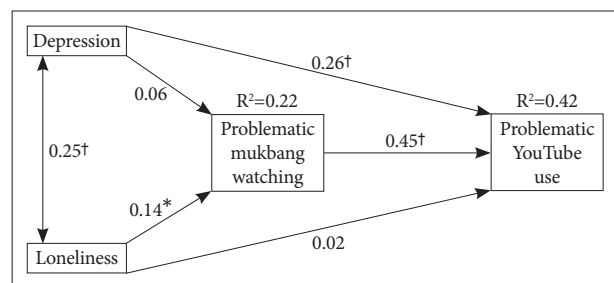 Depression
0.26†
0.06
R²=0.22
R²=0.42
Problematic
mukbang
watching
Problematic
YouTube
use
0.25†
0.45†
0.14*
0.02
Loneliness